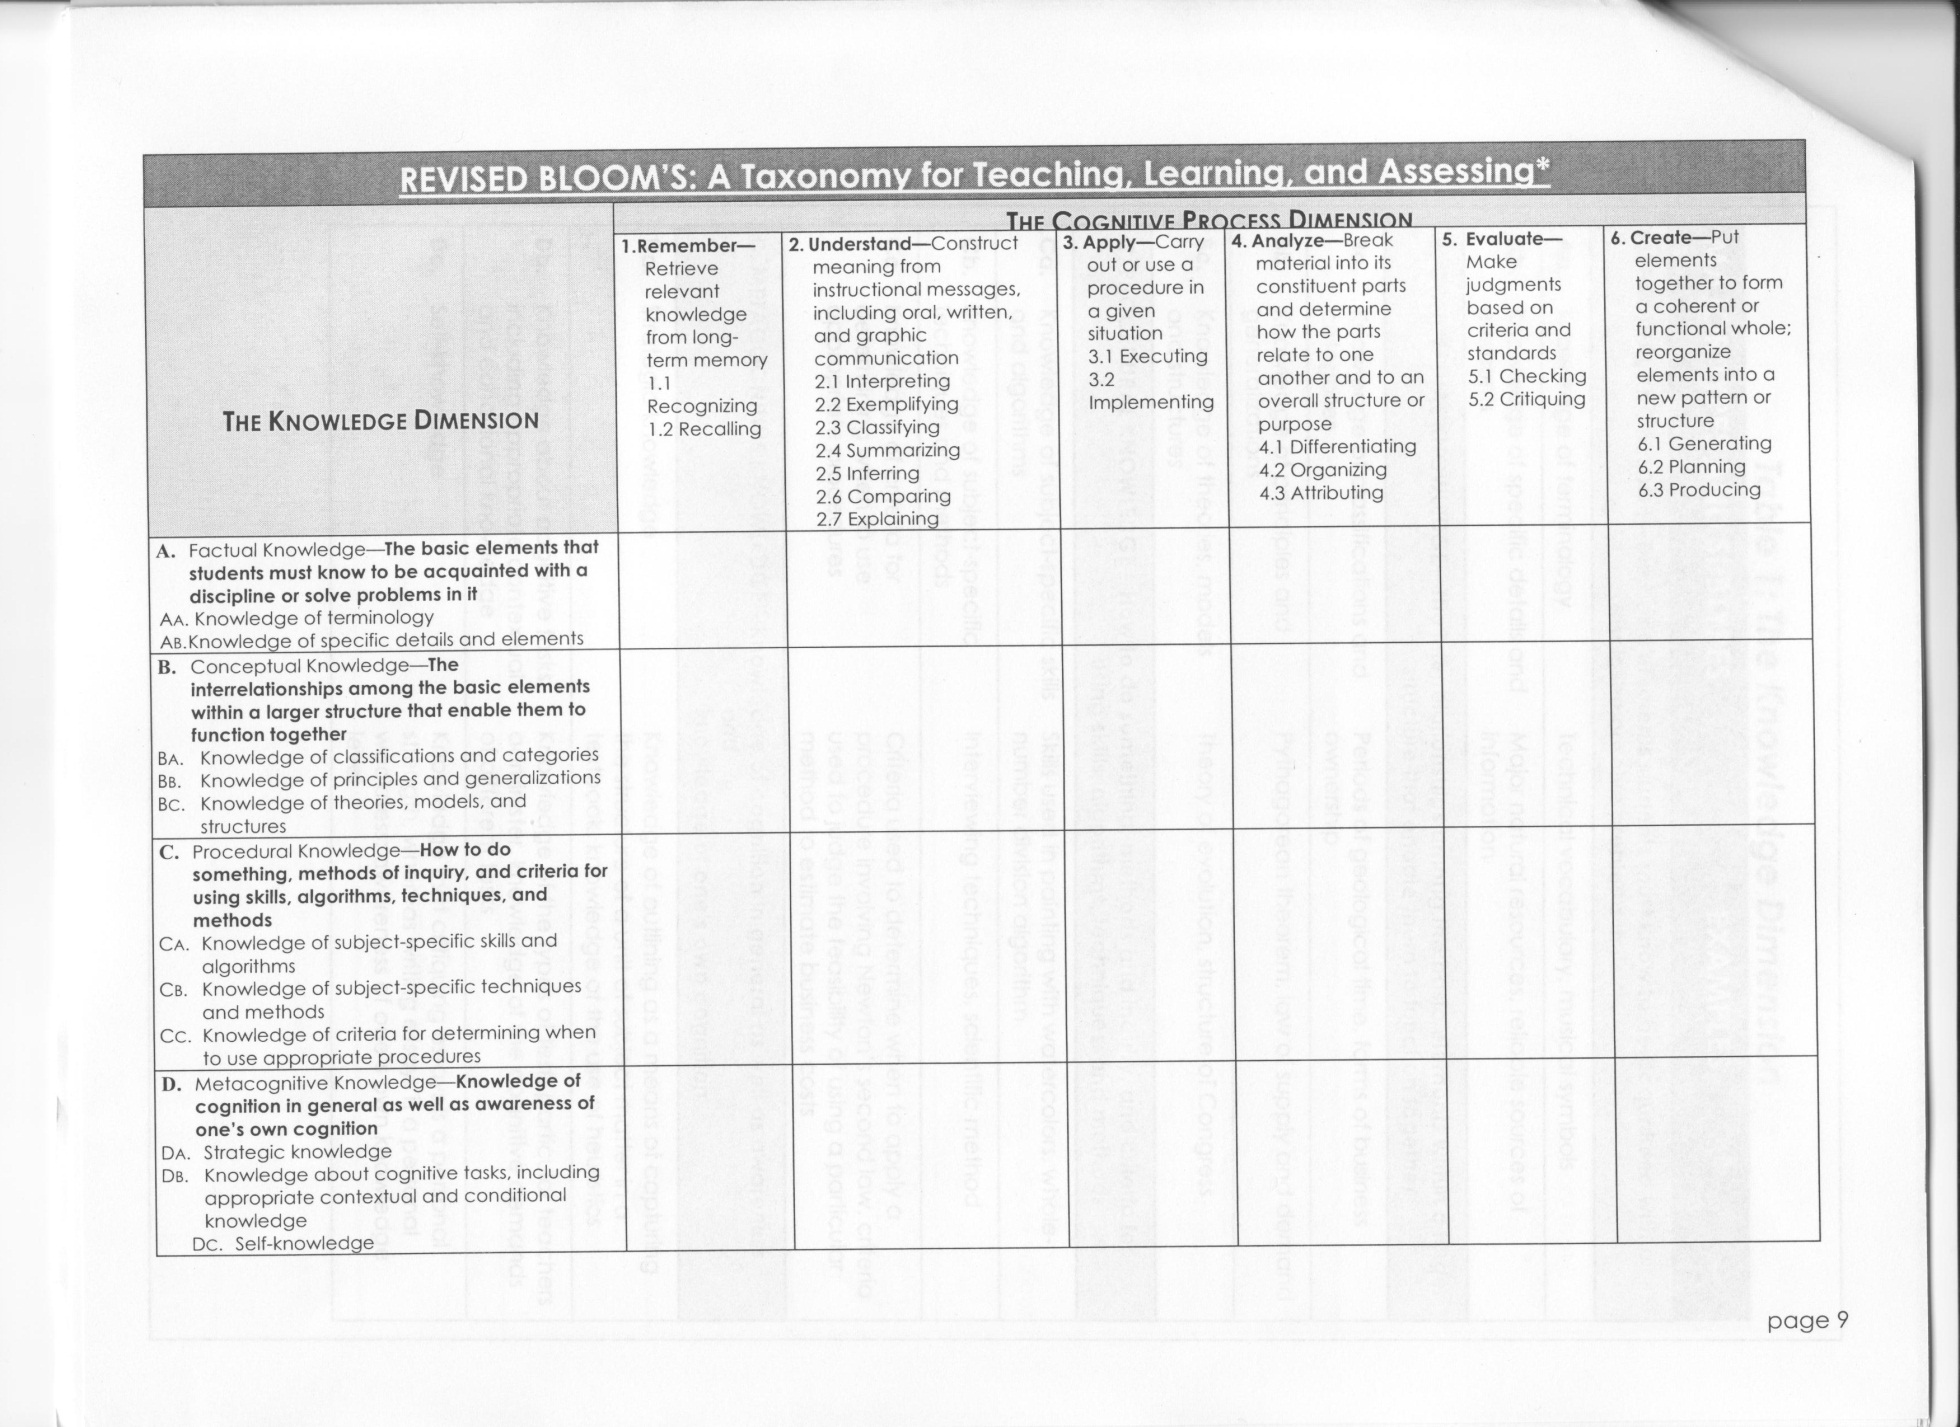 REVISED BLOOM'S: A Taxonomy for Teaching, Learning, and Assessing*
THE KNOWLEDGE DIMENSION
THE COGNITIVE PROCESS DIMENSION
1.Remember—
Retrieve
relevant
knowledge
from long-
term memory
1.1
Recognizing
1.2 Recalling
2. Understand—Construct
meaning from
instructional messages,
including oral, written,
and graphic
communication
2.1 Interpreting
2.2 Exemplifying
2.3 Classifying
2.4 Summarizing
2.5 Inferring
2.6 Comparing
2.7 Explaining
3. Apply—Carry
out or use a
procedure in
a given
situation
3.1 Executing
3.2
Implementing
4. Analyze—Break
material into its
constituent parts
and determine
how the parts
relate to one
another and to an
overall structure or
purpose
4.1 Differentiating
4.2 Organizing
4.3 Attributing
5. Evaluate—
Make
judgments
based on
criteria and
standards
5.1 Checking
5.2 Critiquing
6. Create—Put
elements
together to form
a coherent or
functional whole;
reorganize
elements into a
new pattern or
structure
6.1 Generating
6.2 Planning
6.3 Producing
A. Factual Knowledge—The basic elements that
students must know to be acquainted with a
discipline or solve problems in it
AA. Knowledge of terminology
AB.Knowledge of specific details and elements
B. Conceptual Knowledge—The
interrelationships among the basic elements
within a larger structure that enable them to
function together
BA. Knowledge of classifications and categories
BB. Knowledge of principles and generalizations
BC. Knowledge of theories, models, and
structures
C. Procedural Knowledge—How to do
something, methods of inquiry, and criteria for
using skills, algorithms, techniques, and
methods
CA. Knowledge of subject-specific skills and
algorithms
CB. Knowledge of subject-specific techniques
and methods
CC. Knowledge of criteria for determining when
to use appropriate procedures
D. Metacognitive Knowledge—Knowledge of
cognition in general as well as awareness of
one's own cognition
DA. Strategic knowledge
DB. Knowledge about cognitive tasks, including
appropriate contextual and conditional
knowledge
DC. Self-knowledge
page 9